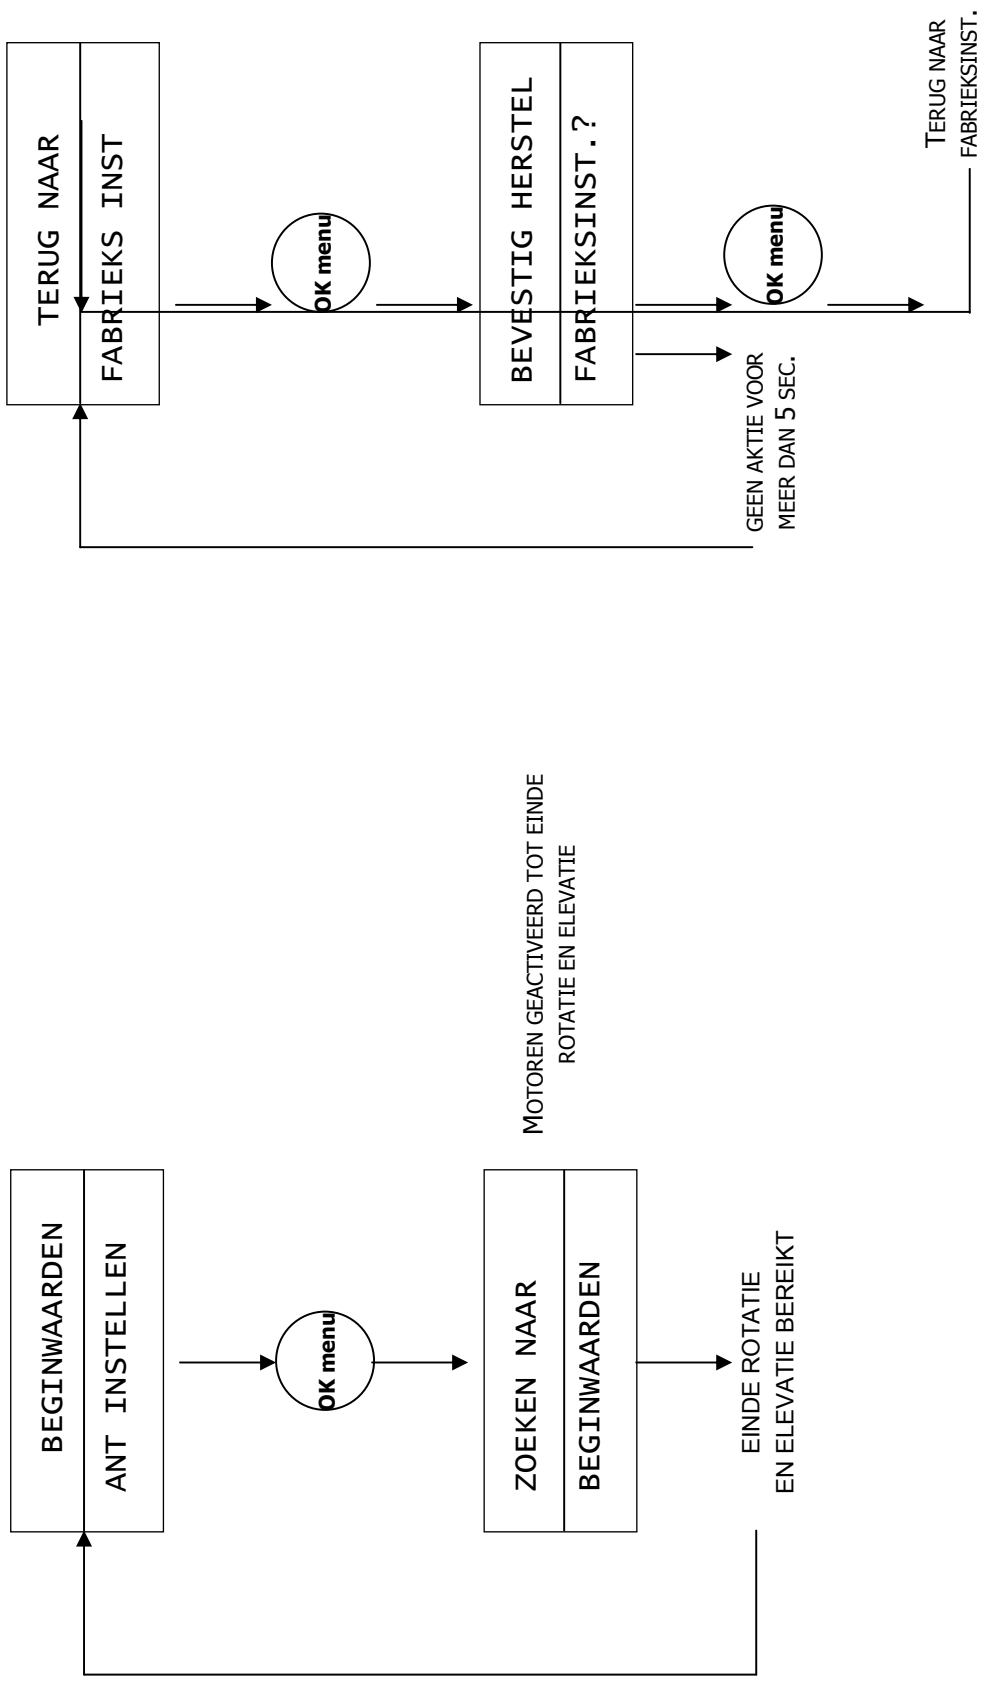 BEGINWAARDEN
ANT INSTELLEN
OK menu
ZOEKEN NAAR
BEGINWAARDEN
MOTOREN GEACTIVEERD TOT EINDE
ROTATIE EN ELEVATIE
EINDE ROTATIE
EN ELEVATIE BEREIKT
TERUG NAAR
FABRIEKS INST
OK menu
BEVESTIG HERSTEL
FABRIEKSINST.?
OK menu
GEEN AKTIE VOOR
MEER DAN 5 SEC.
TERUG NAAR
FABRIEKSINST.